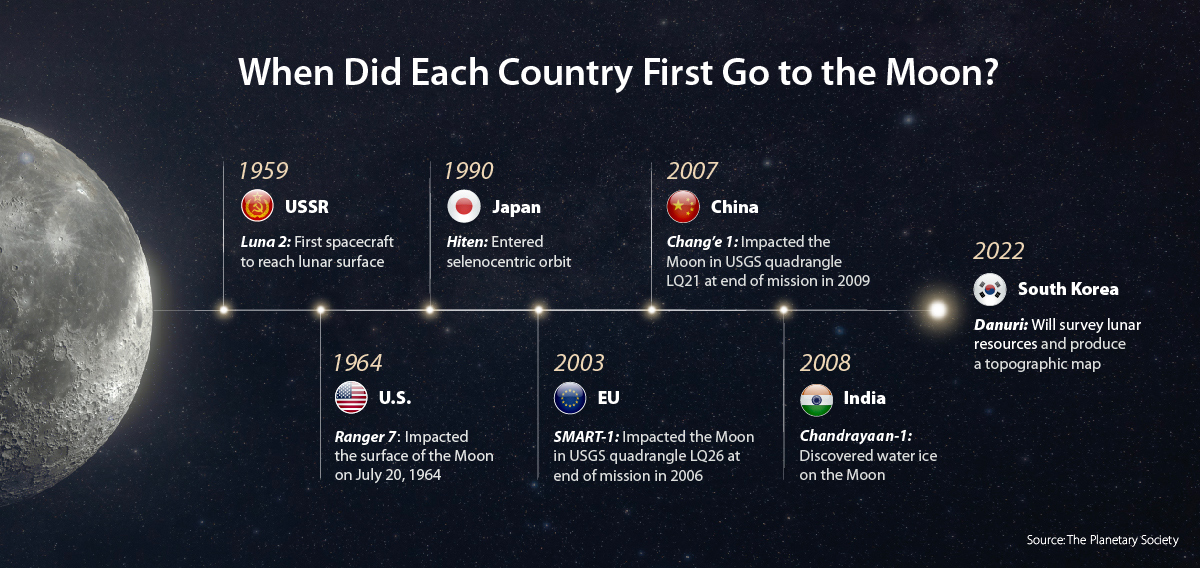 When Did Each Country First Go to the Moon?
1959
USSR
Luna 2: First spacecraft
to reach lunar surface
1964
U.S.
Ranger 7: Impacted
the surface of the Moon
on July 20, 1964
1990
Japan
Hiten: Entered
selenocentric orbit
2003
EU
SMART-1: Impacted the Moon
in USGS quadrangle LQ26 at
end of mission in 2006
2007
China
Chang’e 1: Impacted the
Moon in USGS quadrangle
LQ21 at end of mission in 2009
2008
India
Chandrayaan-1:
Discovered water ice
on the Moon
2022
South Korea
Danuri: Will survey lunar
resources and produce
a topographic map
Source: The Planetary Society